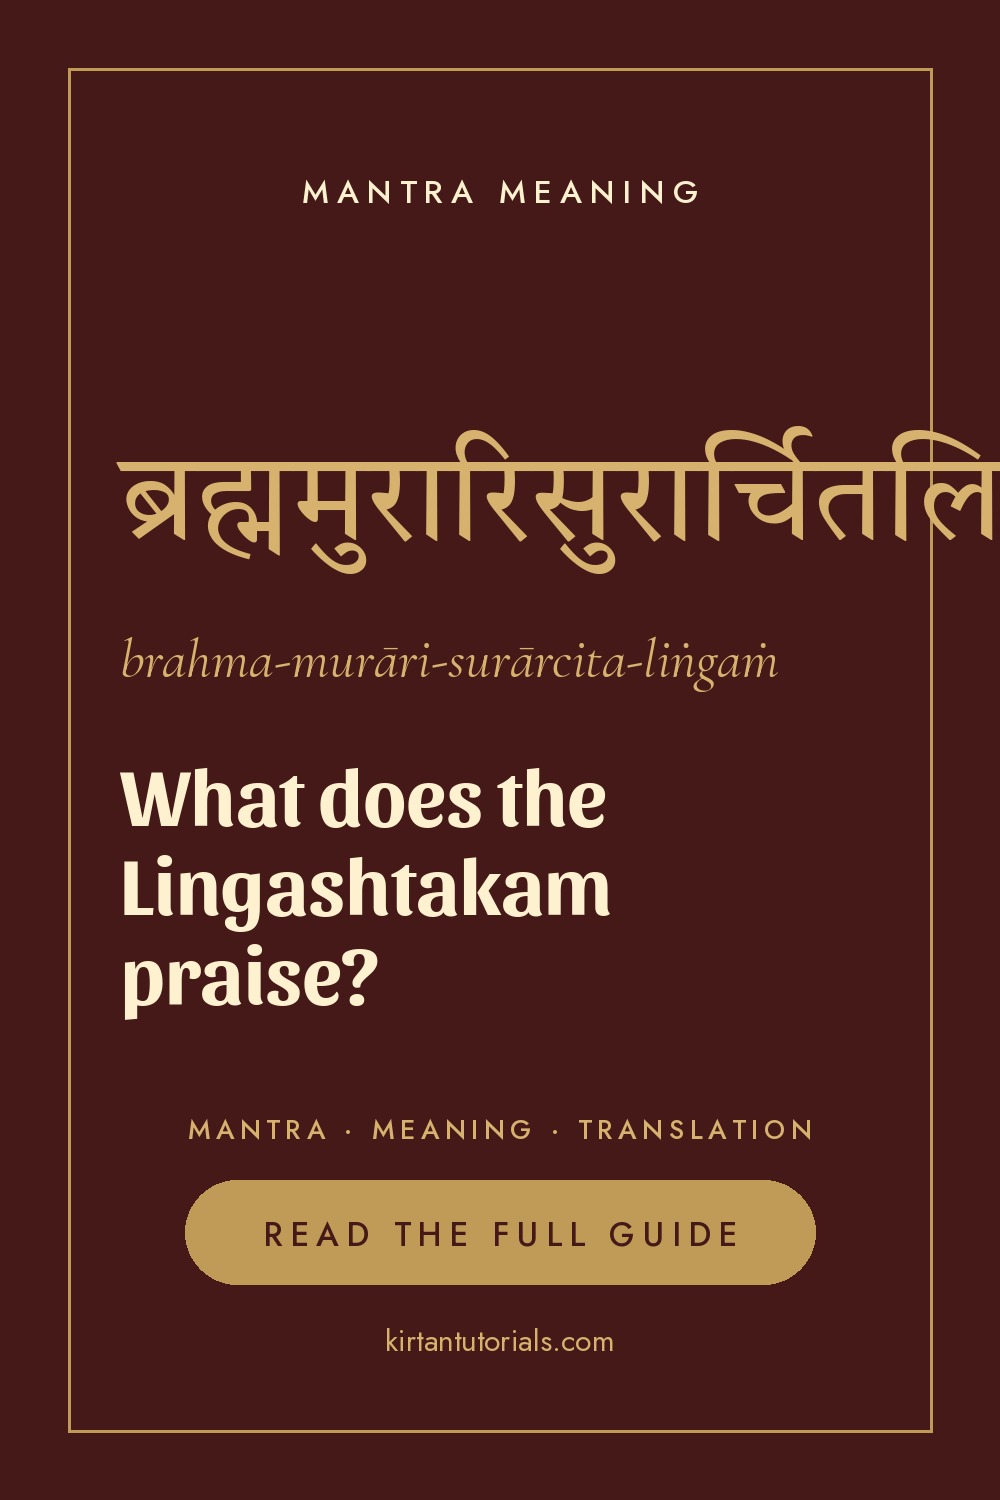 MANTRA MEANING
ब्रह्ममुरारिसुरार्चितलि
brahma-murāri-surārcita-liṅgaṁ
What does the
Lingashtakam
praise?
MANTRA · MEANING · TRANSLATION
READ THE FULL GUIDE
kirtantutorials.com